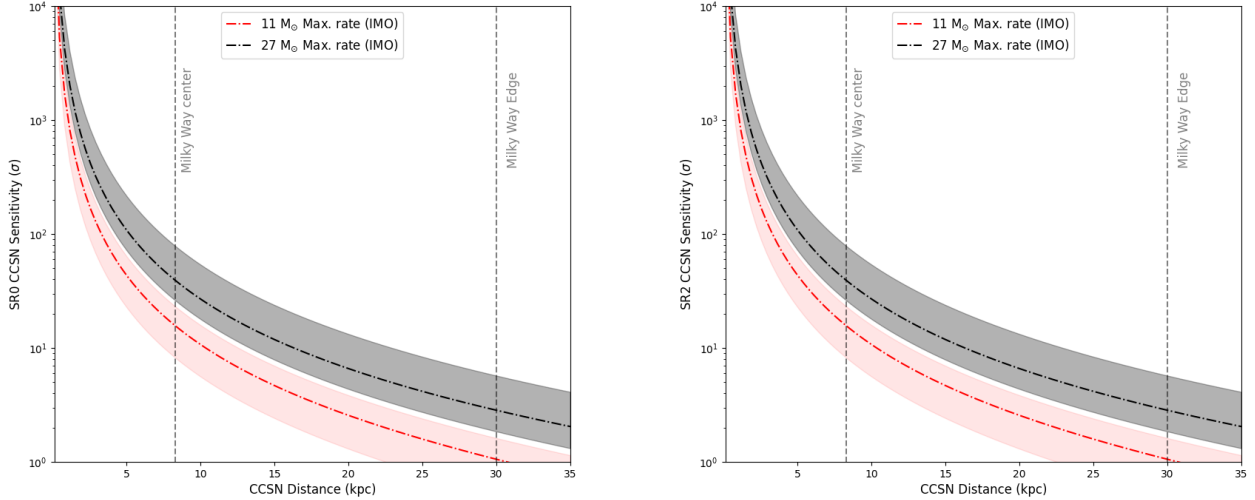 11 M⊙ Max. rate (IMO)
27 M⊙ Max. rate (IMO)
Milky Way center
Milky Way Edge
SR0 CCSN Sensitivity (σ)
10⁴
10³
10²
10¹
10⁰
5 10 15 20 25 30 35
CCSN Distance (kpc)
11 M⊙ Max. rate (IMO)
27 M⊙ Max. rate (IMO)
Milky Way center
Milky Way Edge
SR2 CCSN Sensitivity (σ)
10⁴
10³
10²
10¹
10⁰
5 10 15 20 25 30 35
CCSN Distance (kpc)